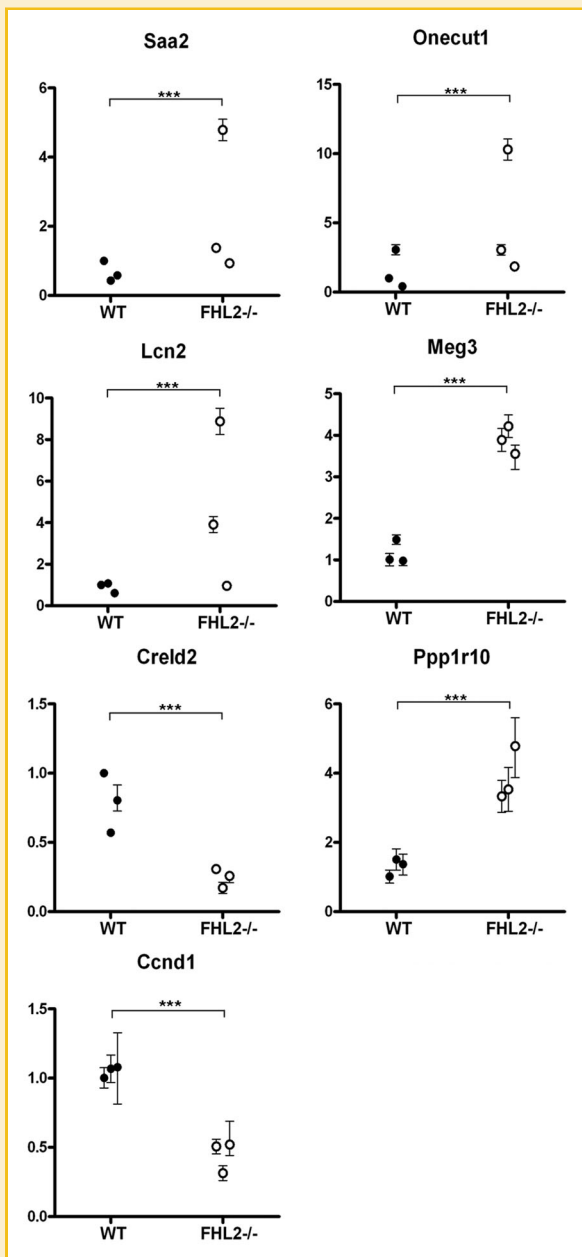 Saa2
***
6
4
2
0
WT FHL2-/-
Onecut1
***
15
10
5
0
WT FHL2-/-
Lcn2
***
10
8
6
4
2
0
WT FHL2-/-
Meg3
***
5
4
3
2
1
0
WT FHL2-/-
Creld2
***
1.5
1.0
0.5
0.0
WT FHL2-/-
Ppp1r10
***
6
4
2
0
WT FHL2-/-
Ccnd1
***
1.5
1.0
0.5
0.0
WT FHL2-/-